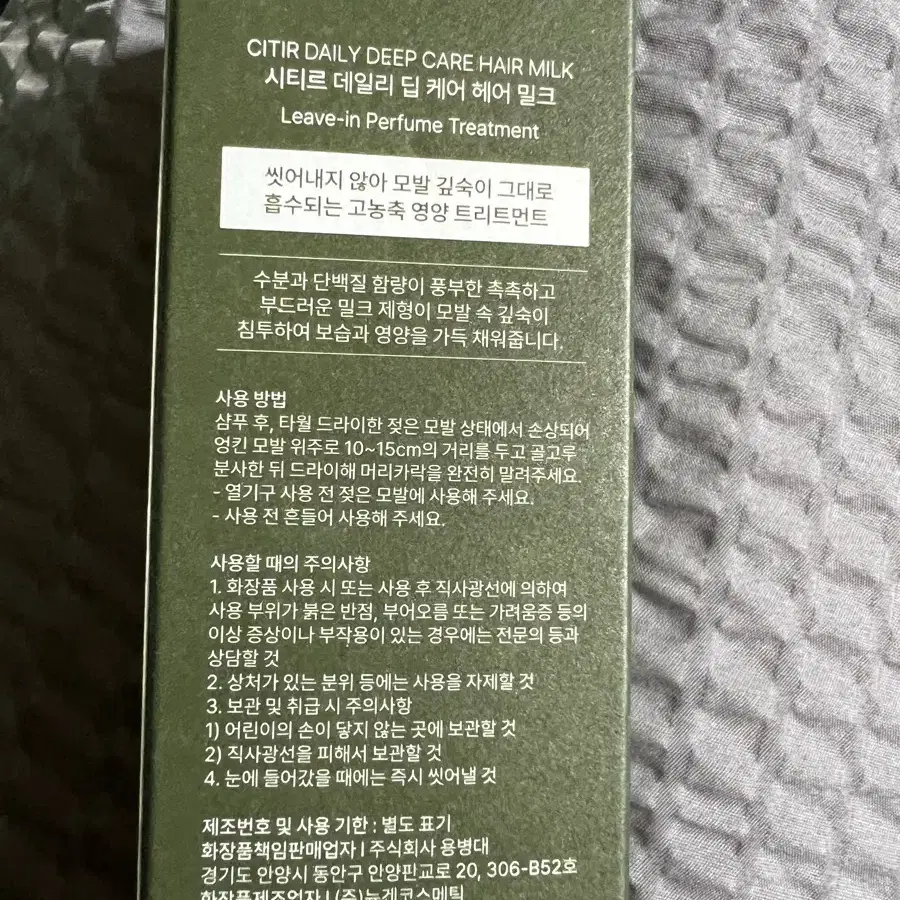 CITIR DAILY DEEP CARE HAIR MILK
시티르 데일리 딥 케어 헤어 밀크
Leave-in Perfume Treatment
씻어내지 않아 모발 깊숙이 그대로
흡수되는 고농축 영양 트리트먼트
수분과 단백질 함량이 풍부한 촉촉하고
부드러운 밀크 제형이 모발 속 깊숙이
침투하여 보습과 영양을 가득 채워줍니다.
사용 방법
샴푸 후, 타월 드라이한 젖은 모발 상태에서 손상되어
엉킨 모발 위주로 10~15cm의 거리를 두고 골고루
분사한 뒤 드라이해 머리카락을 완전히 말려주세요.
- 열기구 사용 전 젖은 모발에 사용해 주세요.
- 사용 전 흔들어 사용해 주세요.
사용할 때의 주의사항
1. 화장품 사용 시 또는 사용 후 직사광선에 의하여
사용 부위가 붉은 반점, 부어오름 또는 가려움증 등의
이상 증상이나 부작용이 있는 경우에는 전문의 등과
상담할 것
2. 상처가 있는 분위 등에는 사용을 자제할 것
3. 보관 및 취급 시 주의사항
1) 어린이의 손이 닿지 않는 곳에 보관할 것
2) 직사광선을 피해서 보관할 것
4. 눈에 들어갔을 때에는 즉시 씻어낼 것
제조번호 및 사용 기한 : 별도 표기
화장품책임판매업자 | 주식회사 용병대
경기도 안양시 동안구 안양판교로 20, 306-B52호
화장품제조업자 | (주)뉴겐코스메틱